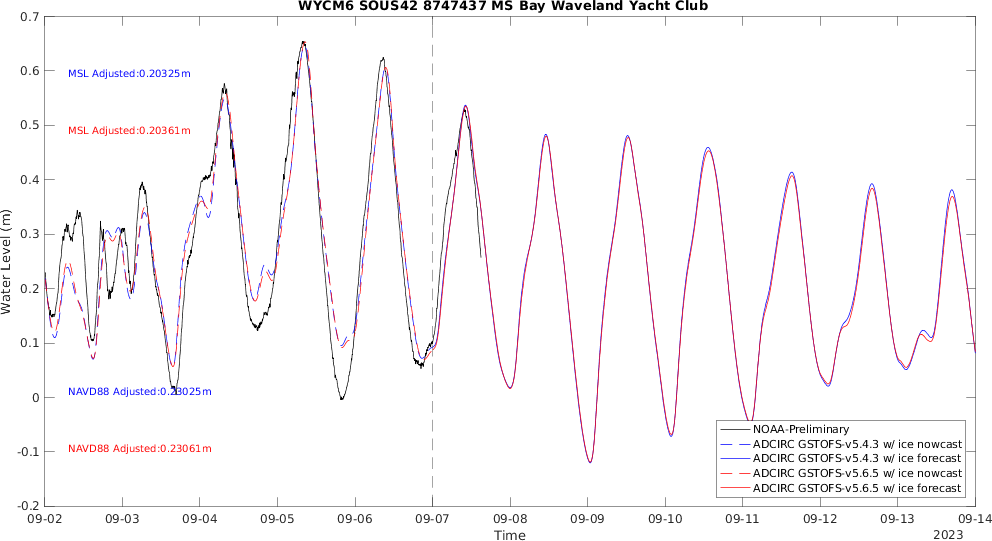 WYCM6 SOUS42 8747437 MS Bay Waveland Yacht Club
0.7
0.6
0.5
0.4
0.3
0.2
0.1
0
-0.1
-0.2
Water Level (m)
MSL Adjusted:0.20325m
MSL Adjusted:0.20361m
NAVD88 Adjusted:0.23025m
NAVD88 Adjusted:0.23061m
NOAA-Preliminary
ADCIRC GSTOFS-v5.4.3 w/ ice nowcast
ADCIRC GSTOFS-v5.4.3 w/ ice forecast
ADCIRC GSTOFS-v5.6.5 w/ ice nowcast
ADCIRC GSTOFS-v5.6.5 w/ ice forecast
09-02 09-03 09-04 09-05 09-06 09-07 09-08 09-09 09-10 09-11 09-12 09-13 09-14
Time
2023